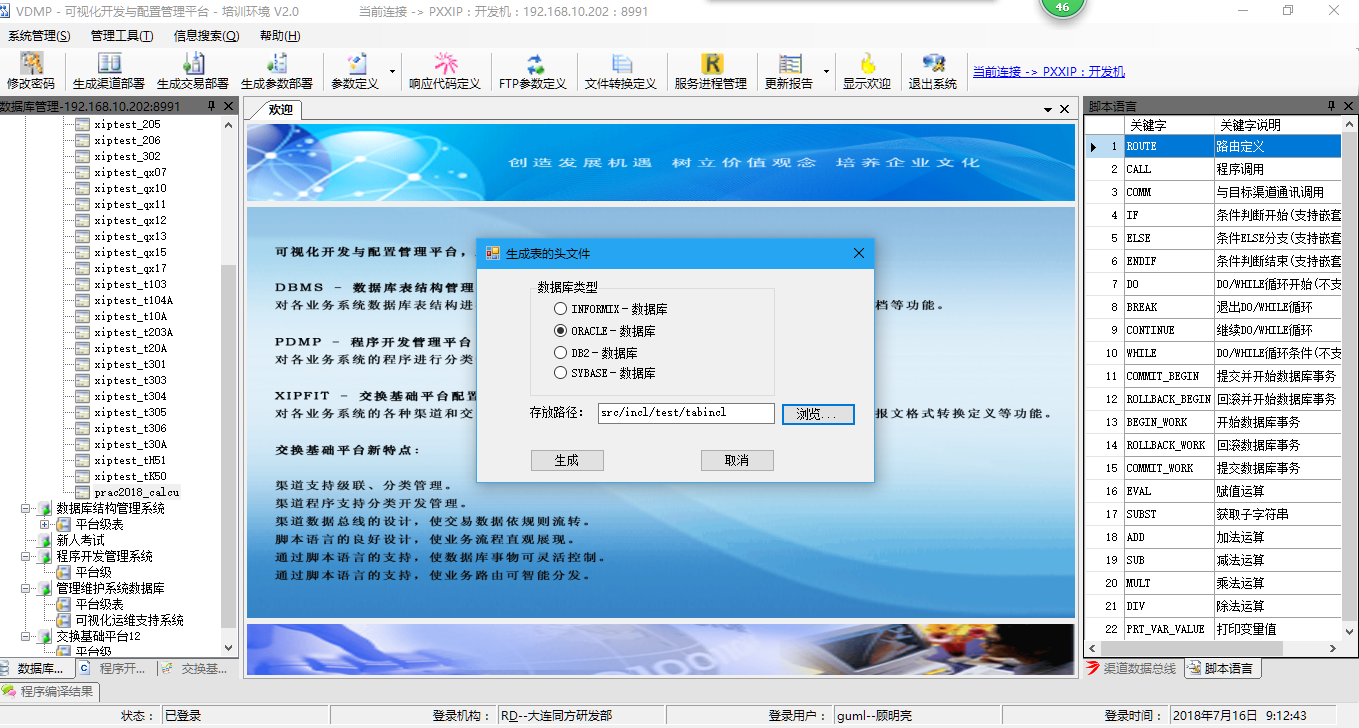 VDMP - 可视化开发与配置管理平台 - 培训环境 V2.0 当前连接 -> PXXIP：开发机：192.168.10.202：8991
46
系统管理(S) 管理工具(T) 信息搜索(Q) 帮助(H)
修改密码 生成渠道部署 生成交易部署 生成参数部署 参数定义 响应代码定义 FTP参数定义 文件转换定义 服务进程管理 更新报告 显示欢迎 退出系统 当前连接 -> PXXIP：开发机
数据库管理-192.168.10.202:8991
xiptest_205
xiptest_206
xiptest_302
xiptest_qx07
xiptest_qx10
xiptest_qx11
xiptest_qx12
xiptest_qx13
xiptest_qx15
xiptest_qx17
xiptest_t103
xiptest_t104A
xiptest_t10A
xiptest_t203A
xiptest_t20A
xiptest_t301
xiptest_t303
xiptest_t304
xiptest_t305
xiptest_t306
xiptest_t30A
xiptest_tH51
xiptest_tK50
prac2018_calcu
数据库结构管理系统
平台级表
新人考试
程序开发管理系统
平台级
管理维护系统数据库
平台级表
可视化运维支持系统
交换基础平台12
平台级
数据库... 程序开... 交换基...
程序编译结果
欢迎
创造发展机遇 树立价值观念 培养企业文化
可视化开发与配置管理平台，
DBMS - 数据库表结构管理
对各业务系统数据库表结构进 档等功能。
PDMP - 程序开发管理平台
对各业务系统的程序进行分类
XIPFIT - 交换基础平台配置
对各业务系统的各种渠道和交 报文格式转换定义等功能。
交换基础平台新特点：
渠道支持级联、分类管理。
渠道程序支持分类开发管理。
渠道数据总线的设计，使交易数据依规则流转。
脚本语言的良好设计，使业务流程直观展现。
通过脚本语言的支持，使数据库事物可灵活控制。
通过脚本语言的支持，使业务路由可智能分发。
生成表的头文件
数据库类型
INFORMIX－数据库
ORACLE－数据库
DB2－数据库
SYBASE－数据库
存放路径： src/incl/test/tabincl 浏览...
生成 取消
脚本语言
关键字 关键字说明
1 ROUTE 路由定义
2 CALL 程序调用
3 COMM 与目标渠道通讯调用
4 IF 条件判断开始(支持嵌套
5 ELSE 条件ELSE分支(支持嵌套
6 ENDIF 条件判断结束(支持嵌套
7 DO DO/WHILE循环开始(不支
8 BREAK 退出DO/WHILE循环
9 CONTINUE 继续DO/WHILE循环
10 WHILE DO/WHILE循环条件(不支
11 COMMIT_BEGIN 提交并开始数据库事务
12 ROLLBACK_BEGIN 回滚并开始数据库事务
13 BEGIN_WORK 开始数据库事务
14 ROLLBACK_WORK 回滚数据库事务
15 COMMIT_WORK 提交数据库事务
16 EVAL 赋值运算
17 SUBST 获取子字符串
18 ADD 加法运算
19 SUB 减法运算
20 MULT 乘法运算
21 DIV 除法运算
22 PRT_VAR_VALUE 打印变量值
渠道数据总线 脚本语言
状态： 已登录 登录机构： RD--大连同方研发部 登录用户： guml--顾明亮 登录时间： 2018年7月16日 9:12:43